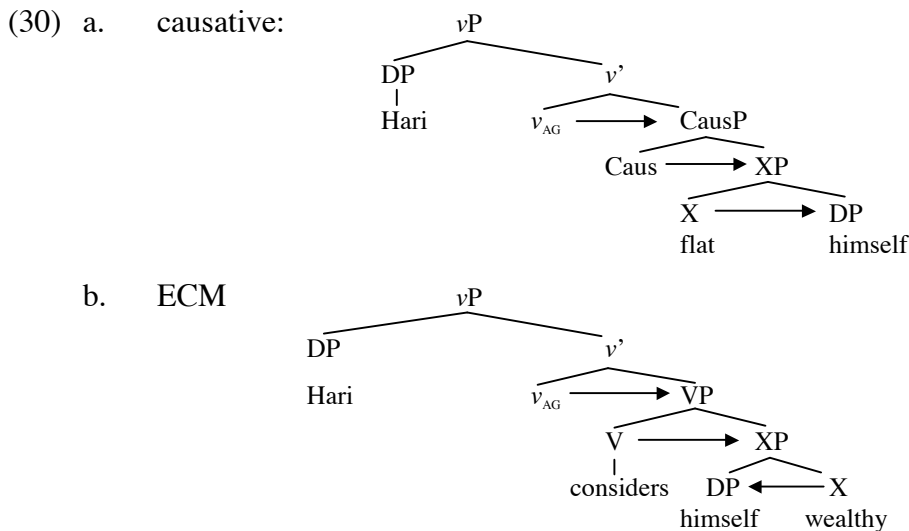 (30) a. causative: vP
DP v’
Hari vAG CausP
Caus XP
X DP
flat himself
b. ECM vP
DP v’
Hari vAG VP
V XP
considers DP X
himself wealthy